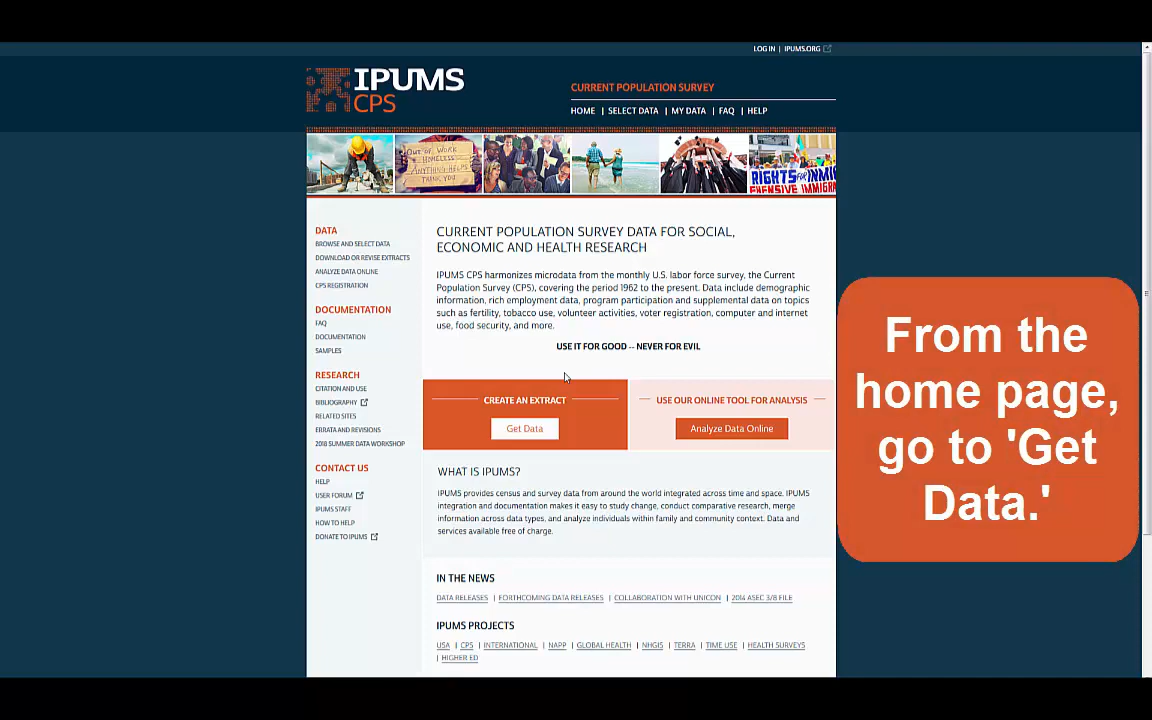 LOG IN | IPUMS.ORG
IPUMS
CPS
CURRENT POPULATION SURVEY
HOME | SELECT DATA | MY DATA | FAQ | HELP
OUT OF WORK
HOMELESS
ANYTHING HELPS
THANK YOU
RIGHTS FOR IMMI
EHENSIVE IMMIGRA
DATA
BROWSE AND SELECT DATA
DOWNLOAD OR REVISE EXTRACTS
ANALYZE DATA ONLINE
CPS REGISTRATION
DOCUMENTATION
FAQ
DOCUMENTATION
SAMPLES
RESEARCH
CITATION AND USE
BIBLIOGRAPHY
RELATED SITES
ERRATA AND REVISIONS
2018 SUMMER DATA WORKSHOP
CONTACT US
HELP
USER FORUM
IPUMS STAFF
HOW TO HELP
DONATE TO IPUMS
CURRENT POPULATION SURVEY DATA FOR SOCIAL,
ECONOMIC AND HEALTH RESEARCH
IPUMS CPS harmonizes microdata from the monthly U.S. labor force survey, the Current
Population Survey (CPS), covering the period 1962 to the present. Data include demographic
information, rich employment data, program participation and supplemental data on topics
such as fertility, tobacco use, volunteer activities, voter registration, computer and internet
use, food security, and more.
USE IT FOR GOOD -- NEVER FOR EVIL
CREATE AN EXTRACT
Get Data
USE OUR ONLINE TOOL FOR ANALYSIS
Analyze Data Online
WHAT IS IPUMS?
IPUMS provides census and survey data from around the world integrated across time and space. IPUMS
integration and documentation makes it easy to study change, conduct comparative research, merge
information across data types, and analyze individuals within family and community context. Data and
services available free of charge.
IN THE NEWS
DATA RELEASES | FORTHCOMING DATA RELEASES | COLLABORATION WITH UNICON | 2014 ASEC 3/8 FILE
IPUMS PROJECTS
USA | CPS | INTERNATIONAL | NAPP | GLOBAL HEALTH | NHGIS | TERRA | TIME USE | HEALTH SURVEYS
| HIGHER ED
From the
home page,
go to 'Get
Data.'